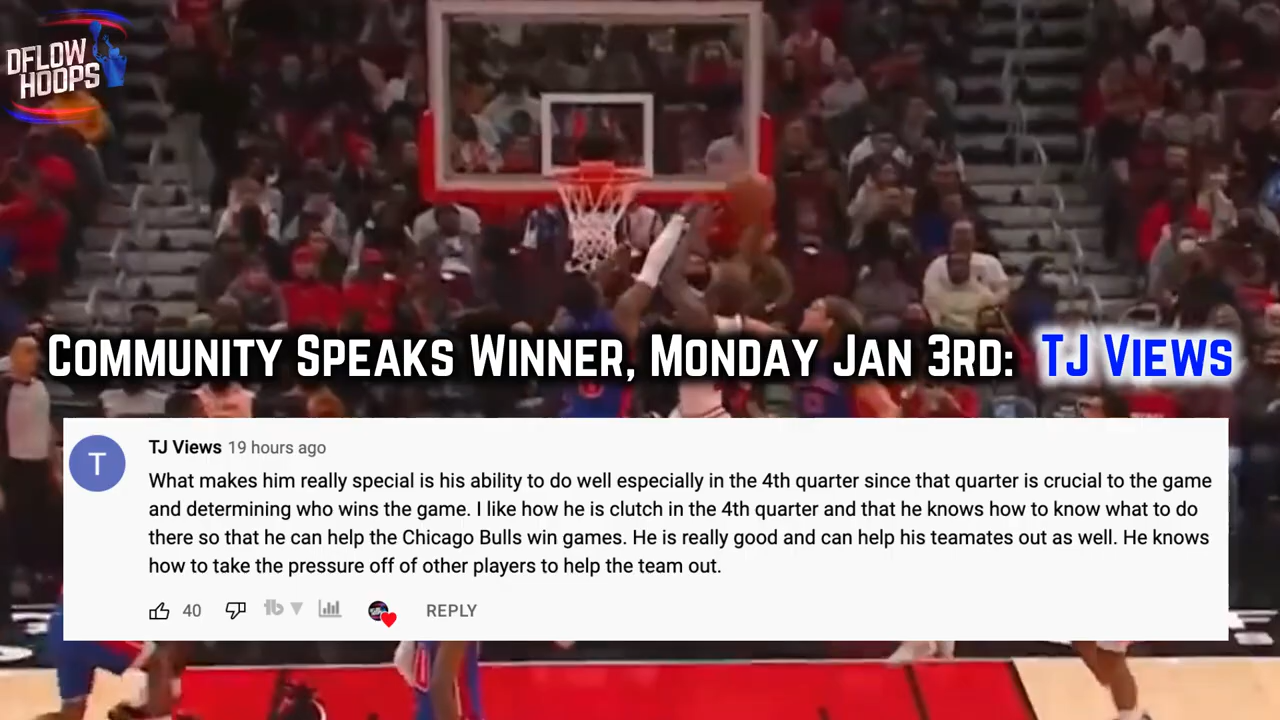 DFLOW
HOOPS
Community Speaks Winner, Monday Jan 3rd: TJ Views
T
TJ Views 19 hours ago
What makes him really special is his ability to do well especially in the 4th quarter since that quarter is crucial to the game
and determining who wins the game. I like how he is clutch in the 4th quarter and that he knows how to know what to do
there so that he can help the Chicago Bulls win games. He is really good and can help his teamates out as well. He knows
how to take the pressure off of other players to help the team out.
40
tb
REPLY